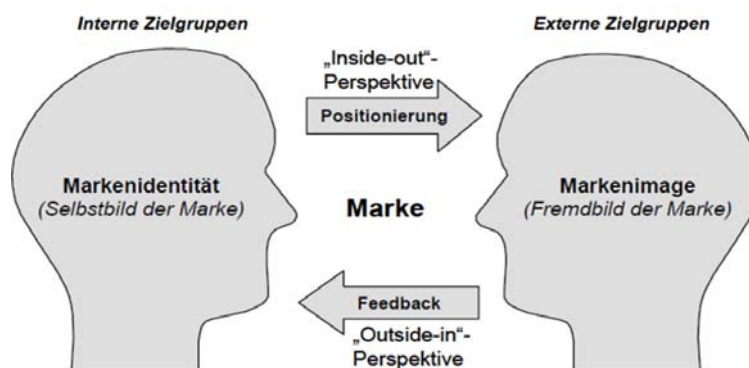 Interne Zielgruppen
Externe Zielgruppen
„Inside-out“-
Perspektive
Positionierung
Markenidentität
(Selbstbild der Marke)
Marke
Markenimage
(Fremdbild der Marke)
Feedback
„Outside-in“-
Perspektive